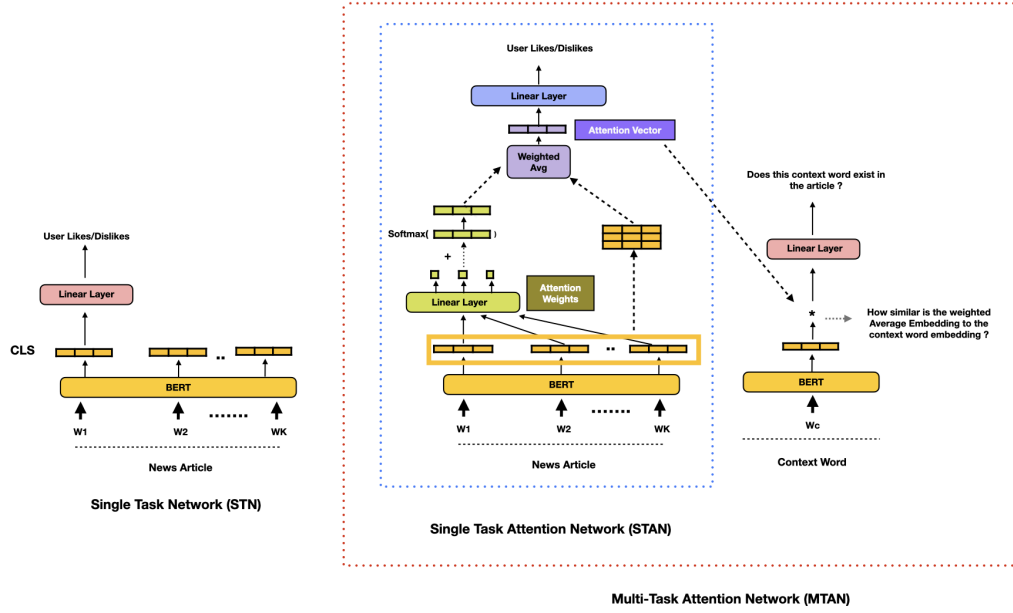 User Likes/Dislikes
Linear Layer
CLS
BERT
W1
W2
WK
News Article
Single Task Network (STN)
User Likes/Dislikes
Linear Layer
Attention Vector
Weighted
Avg
Softmax(
)
+
Linear Layer
Attention
Weights
BERT
W1
W2
WK
News Article
Single Task Attention Network (STAN)
Does this context word exist in
the article ?
Linear Layer
*
How similar is the weighted
Average Embedding to the
context word embedding ?
BERT
Wc
Context Word
Multi-Task Attention Network (MTAN)